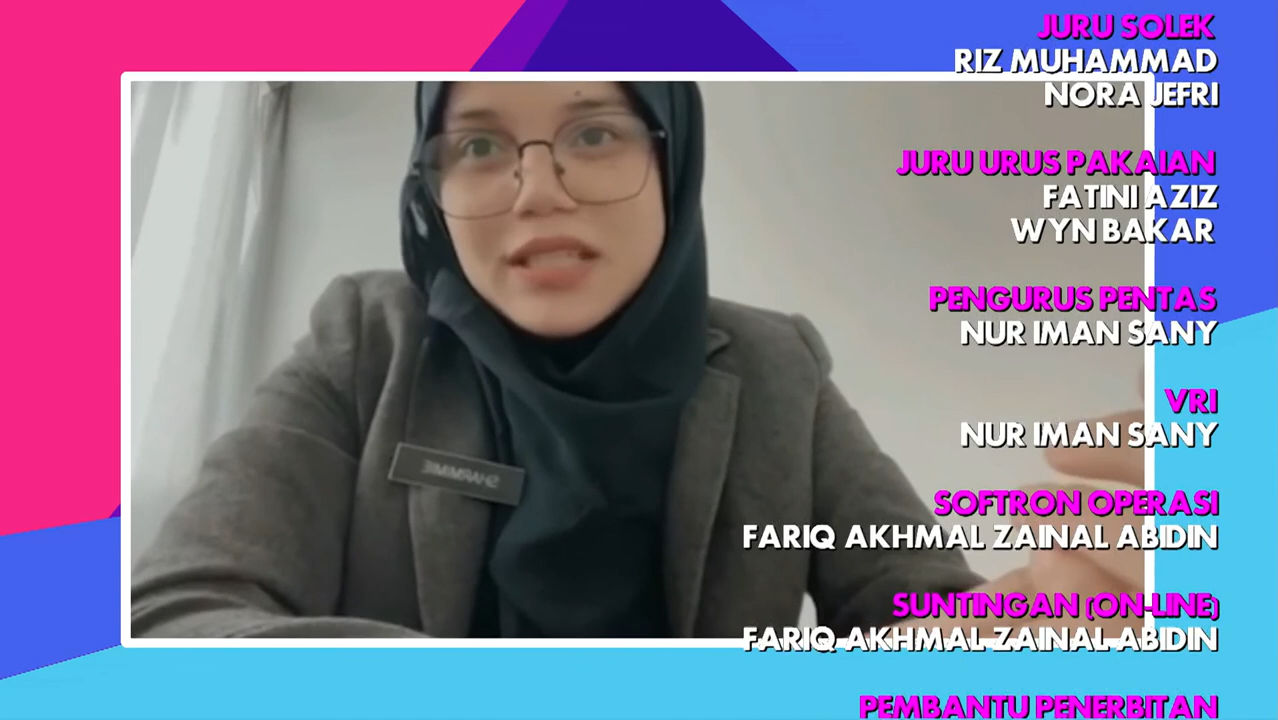 JURU SOLEK
RIZ MUHAMMAD
NORA JEFRI
JURU URUS PAKAIAN
FATINI AZIZ
WYN BAKAR
PENGURUS PENTAS
NUR IMAN SANY
VRI
NUR IMAN SANY
SOFTRON OPERASI
FARIQ AKHMAL ZAINAL ABIDIN
SUNTINGAN (ON-LINE)
FARIQ AKHMAL ZAINAL ABIDIN
PEMBANTU PENERBITAN